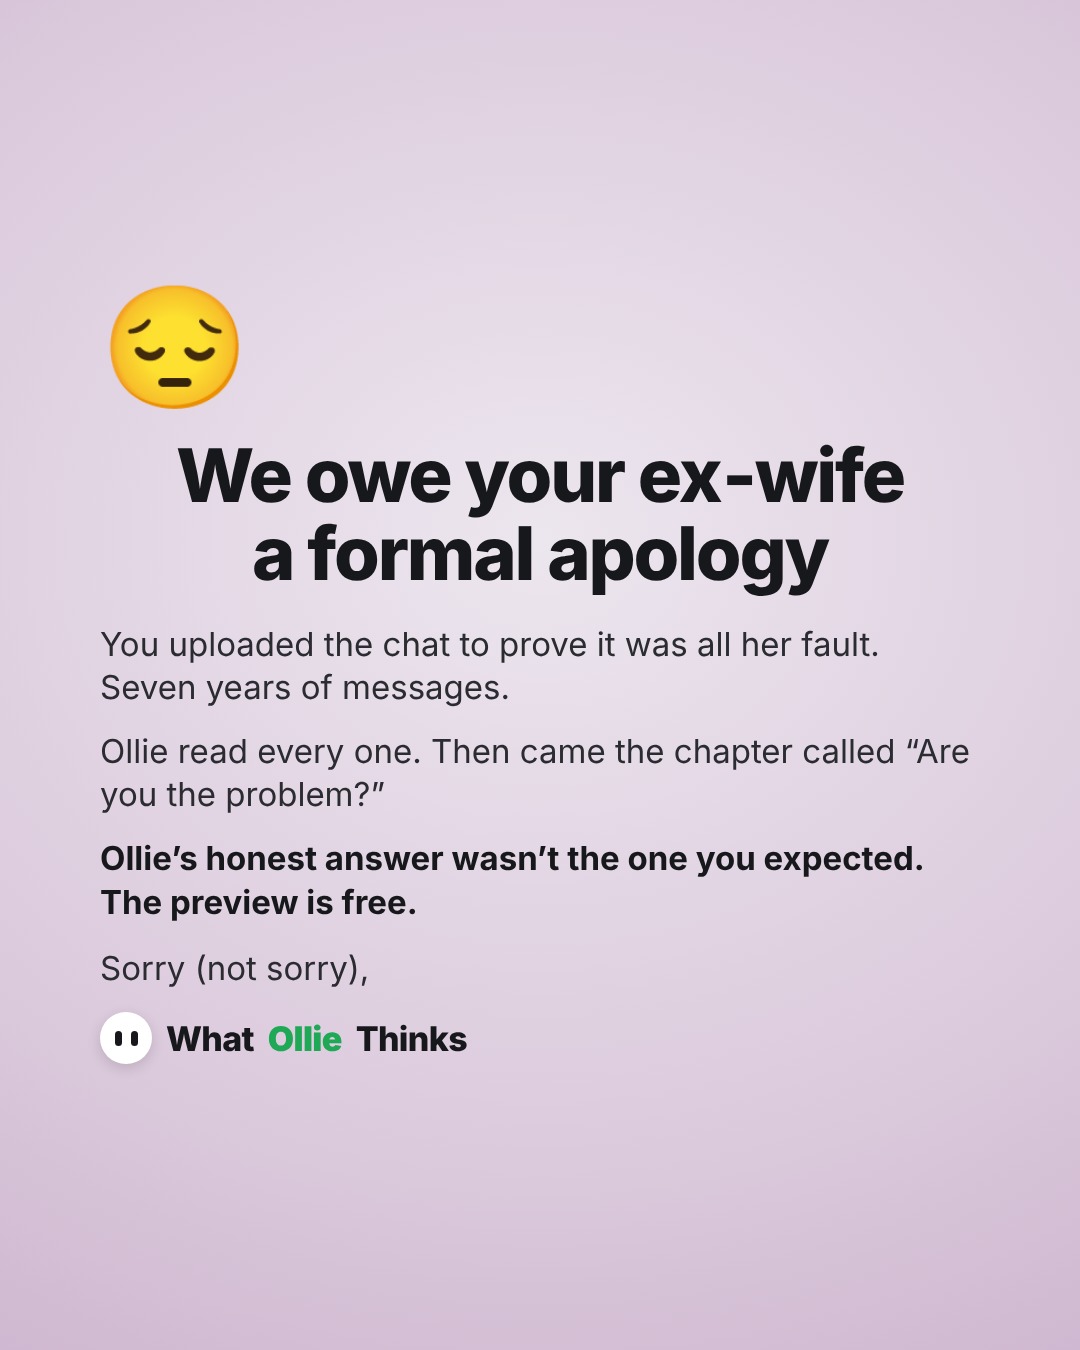 We owe your ex-wife
a formal apology
You uploaded the chat to prove it was all her fault.
Seven years of messages.
Ollie read every one. Then came the chapter called “Are
you the problem?”
Ollie’s honest answer wasn’t the one you expected.
The preview is free.
Sorry (not sorry),
What Ollie Thinks